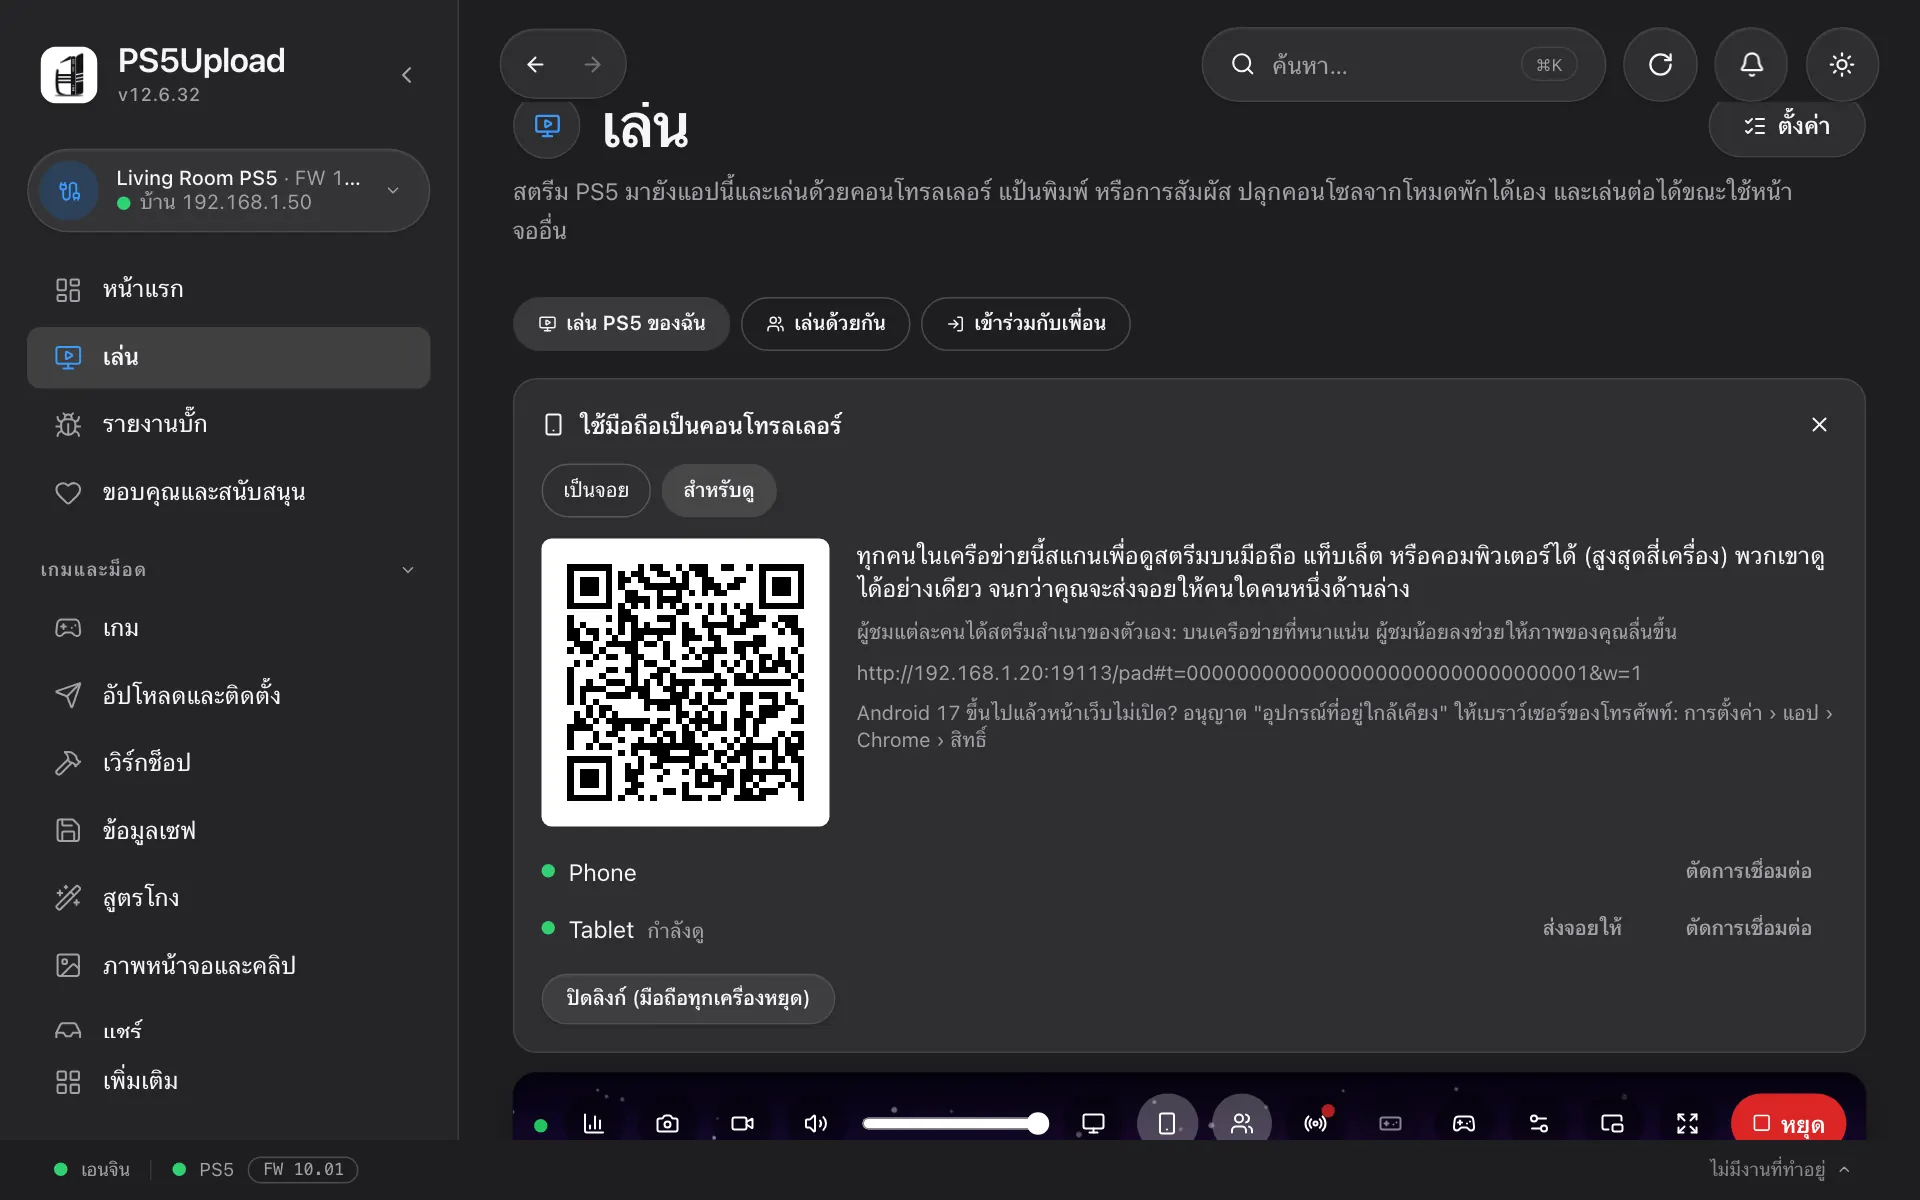 PS5Upload
v12.6.32
Living Room PS5 · FW 1...
บ้าน 192.168.1.50
หน้าแรก
เล่น
รายงานบั๊ก
ขอบคุณและสนับสนุน
เกมและม็อด
เกม
อัปโหลดและติดตั้ง
เวิร์กช็อป
ข้อมูลเซฟ
สูตรโกง
ภาพหน้าจอและคลิป
แชร์
เพิ่มเติม
ค้นหา...
⌘K
เล่น
ตั้งค่า
สตรีม PS5 มายังแอปนี้และเล่นด้วยคอนโทรลเลอร์ แป้นพิมพ์ หรือการสัมผัส ปลุกคอนโซลจากโหมดพักได้เอง และเล่นต่อได้ขณะใช้หน้า
จออื่น
เล่น PS5 ของฉัน
เล่นด้วยกัน
เข้าร่วมกับเพื่อน
ใช้มือถือเป็นคอนโทรลเลอร์
เป็นจอย
สำหรับดู
ทุกคนในเครือข่ายนี้สแกนเพื่อดูสตรีมบนมือถือ แท็บเล็ต หรือคอมพิวเตอร์ได้ (สูงสุดสี่เครื่อง) พวกเขาดู
ได้อย่างเดียว จนกว่าคุณจะส่งจอยให้คนใดคนหนึ่งด้านล่าง
ผู้ชมแต่ละคนได้สตรีมสำเนาของตัวเอง: บนเครือข่ายที่หนาแน่น ผู้ชมน้อยลงช่วยให้ภาพของคุณลื่นขึ้น
http://192.168.1.20:19113/pad#t=00000000000000000000000000000001&w=1
Android 17 ขึ้นไปแล้วหน้าเว็บไม่เปิด? อนุญาต "อุปกรณ์ที่อยู่ใกล้เคียง" ให้เบราว์เซอร์ของโทรศัพท์: การตั้งค่า › แอป ›
Chrome › สิทธิ์
Phone
ตัดการเชื่อมต่อ
Tablet กำลังดู
ส่งจอยให้
ตัดการเชื่อมต่อ
ปิดลิงก์ (มือถือทุกเครื่องหยุด)
หยุด
เอนจิน
PS5
FW 10.01
ไม่มีงานที่ทำอยู่